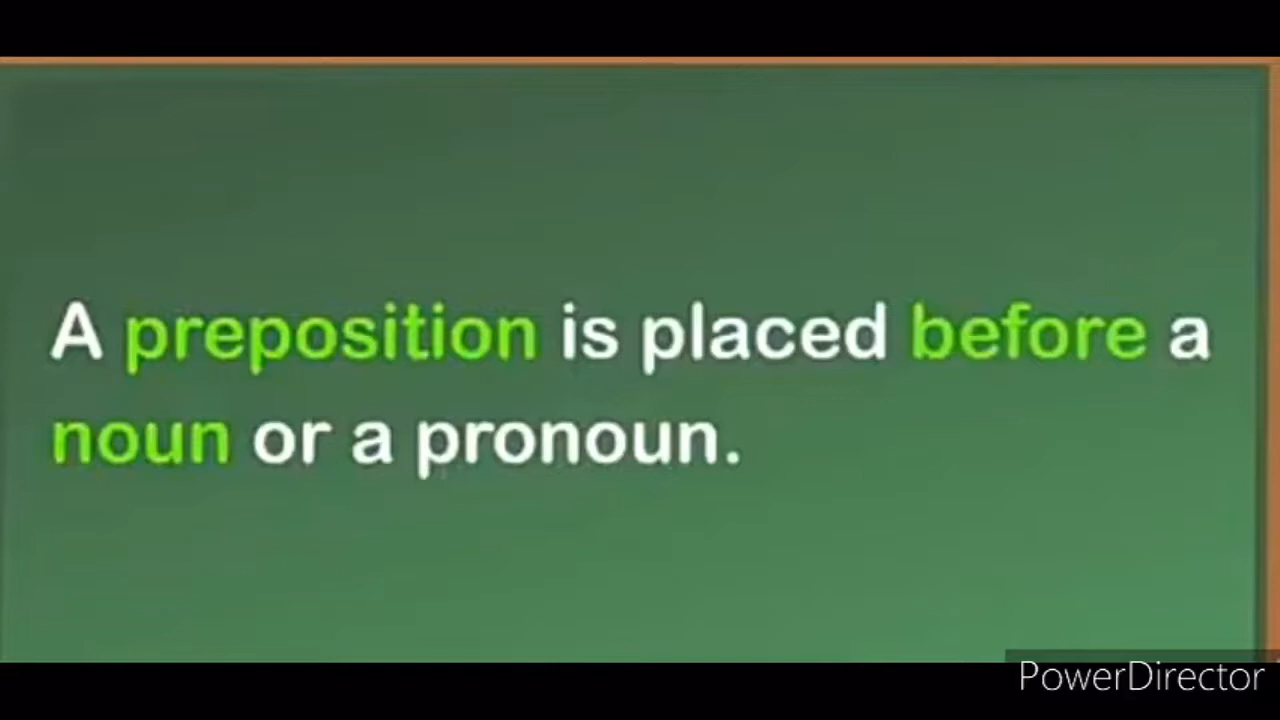 A preposition is placed before a
noun or a pronoun.
PowerDirector